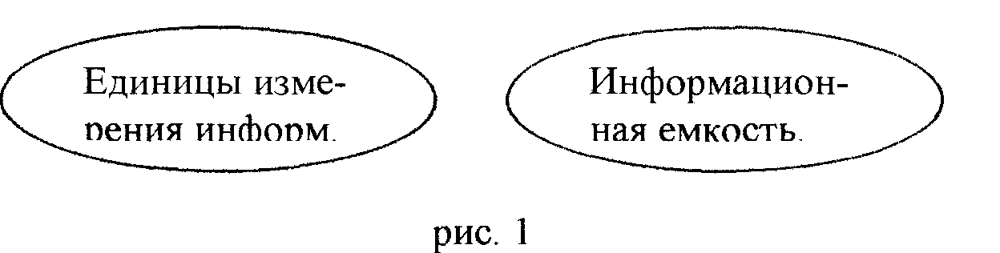 Единицы изме-
рения информ.
Информацион-
ная емкость.
рис. 1